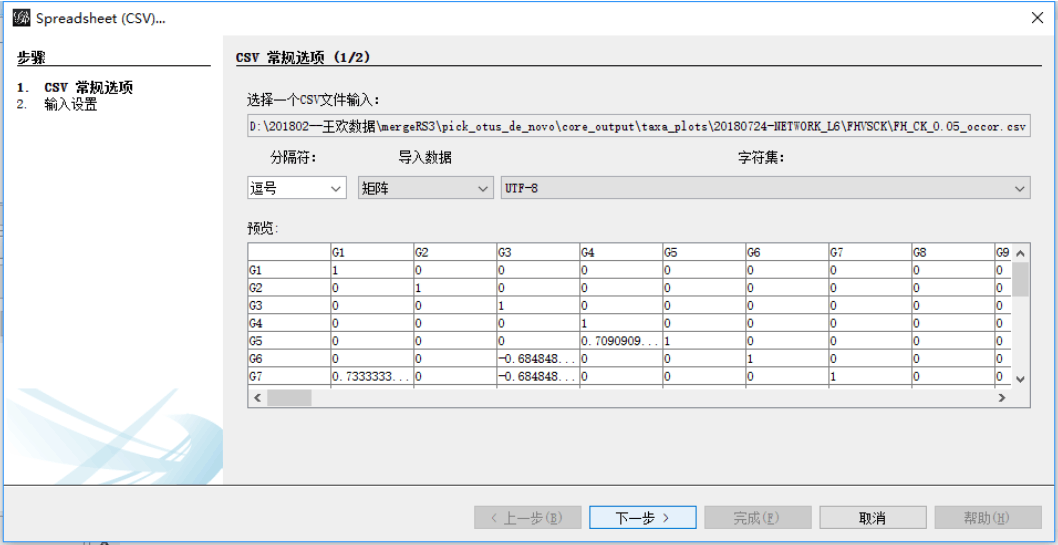 Spreadsheet (CSV)...
步骤
1. CSV 常规选项
2. 输入设置
CSV 常规选项 (1/2)
选择一个CSV文件输入:
D:\201802一王欢数据\mergeRS3\pick_otus_de_novo\core_output\taxa_plots\20180724-NETWORK_L6\FHVSCK\FH_CK_0.05_occor.csv
分隔符: 导入数据 字符集:
逗号 矩阵 UTF-8
预览:
G1 G2 G3 G4 G5 G6 G7 G8 G9
G1 1 0 0 0 0 0 0 0 0
G2 0 1 0 0 0 0 0 0 0
G3 0 0 1 0 0 0 0 0 0
G4 0 0 0 1 0 0 0 0 0
G5 0 0 0 0.7090909... 1 0 0 0 0
G6 0 0 -0.684848... 0 0 1 0 0 0
G7 0.7333333... 0 -0.684848... 0 0 0 1 0 0
< 上一步(B) 下一步 > 完成(F) 取消 帮助(H)